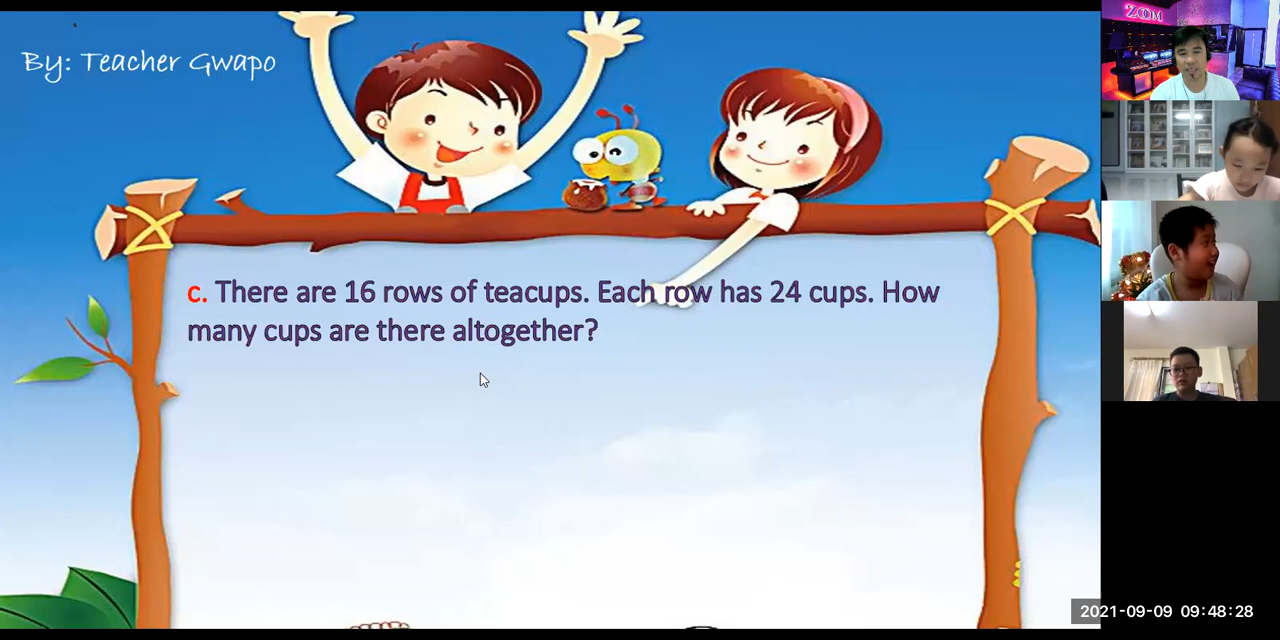 By: Teacher Gwapo
ZOOM
c. There are 16 rows of teacups. Each row has 24 cups. How
many cups are there altogether?
2021-09-09 09:48:28